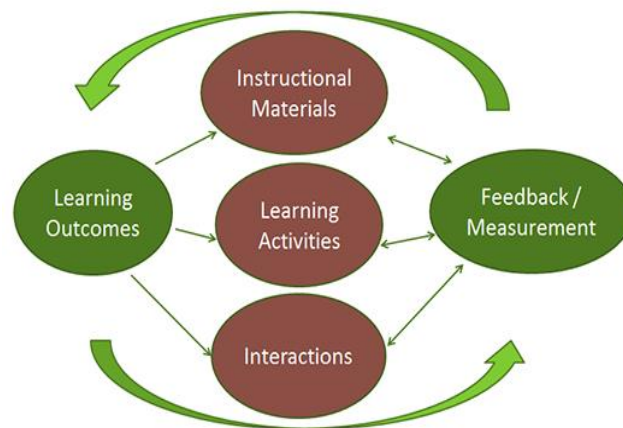 Instructional
Materials
Learning
Outcomes
Learning
Activities
Feedback /
Measurement
Interactions